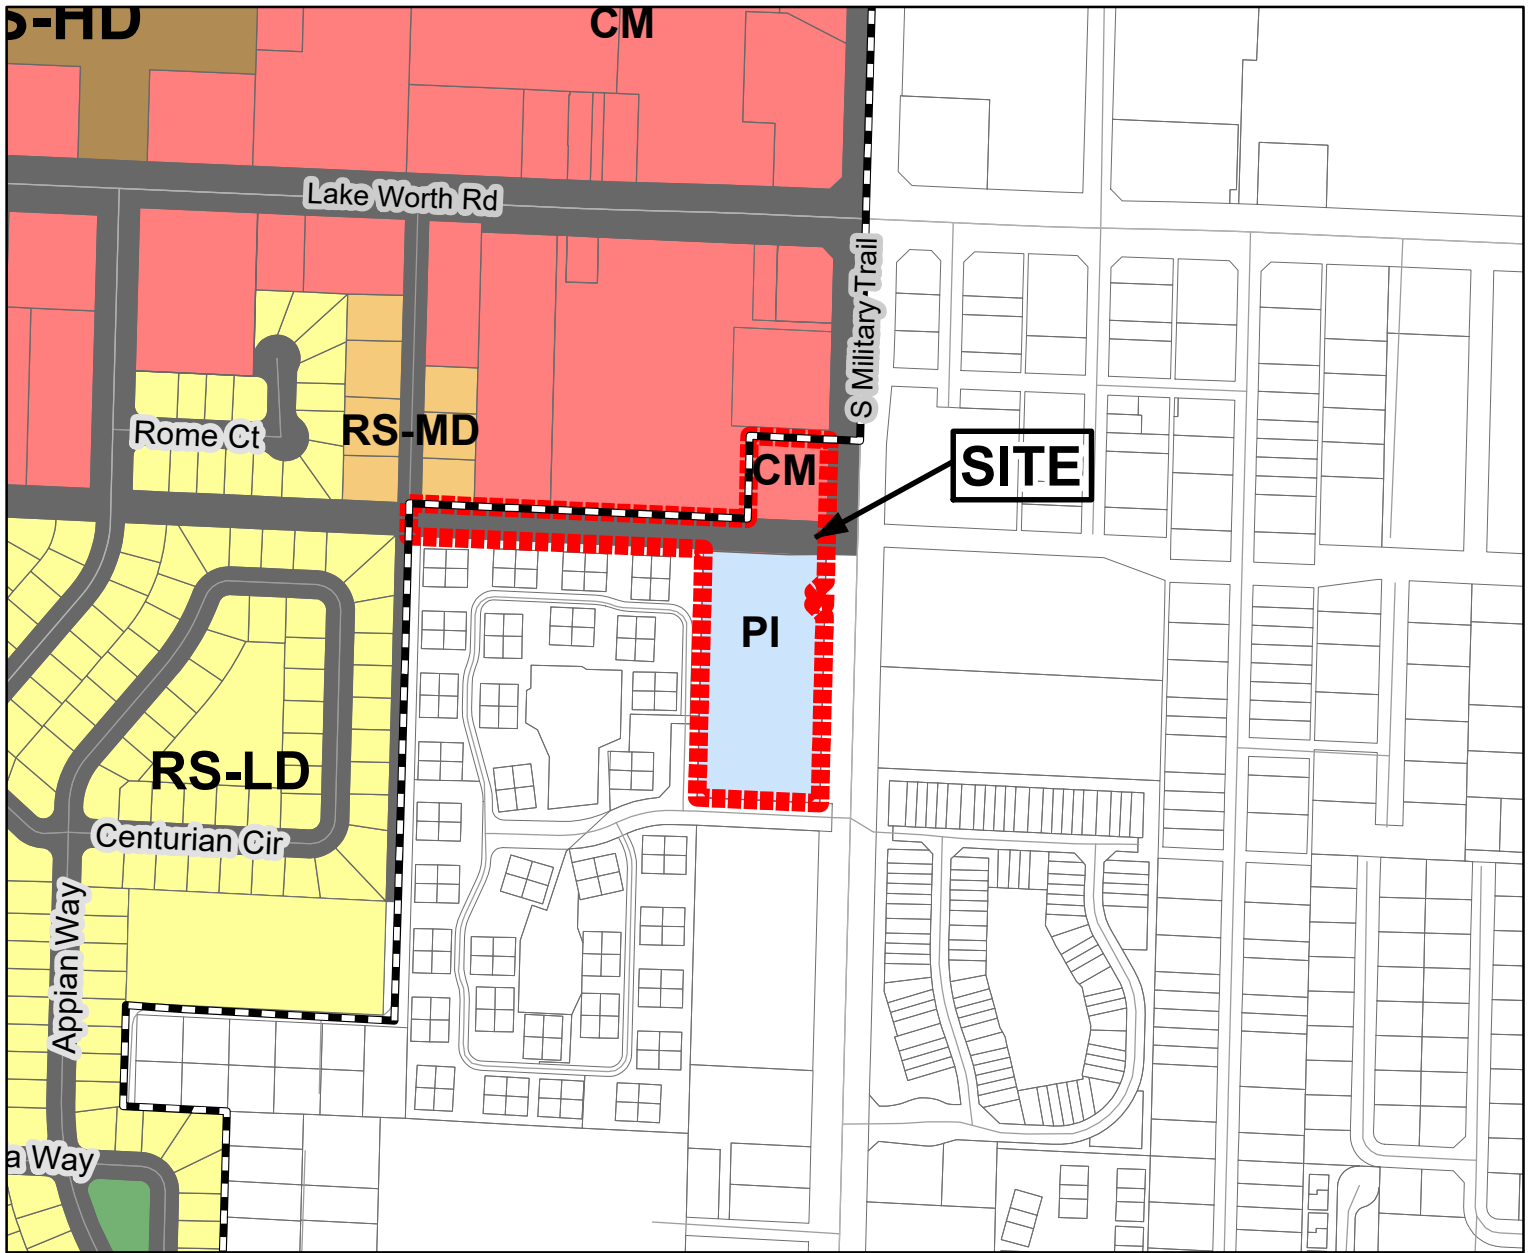 S-HD
CM
Lake Worth Rd
S Military Trail
Rome Ct
RS-MD
CM
SITE
PI
RS-LD
Centurian Cir
Appian Way
a Way